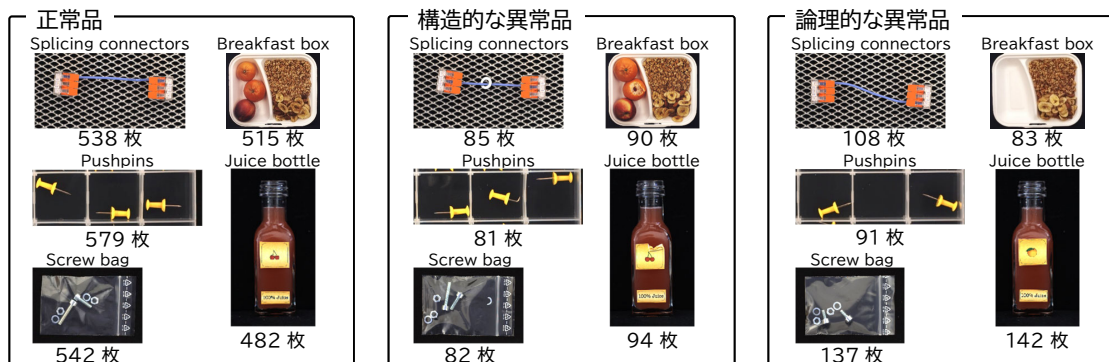 正常品
Splicing connectors
Breakfast box
538 枚
515 枚
Pushpins
Juice bottle
579 枚
Screw bag
100% Juice
542 枚
482 枚
構造的な異常品
Splicing connectors
Breakfast box
85 枚
90 枚
Pushpins
Juice bottle
81 枚
Screw bag
100% Juice
82 枚
94 枚
論理的な異常品
Splicing connectors
Breakfast box
108 枚
83 枚
Pushpins
Juice bottle
91 枚
Screw bag
100% Juice
137 枚
142 枚